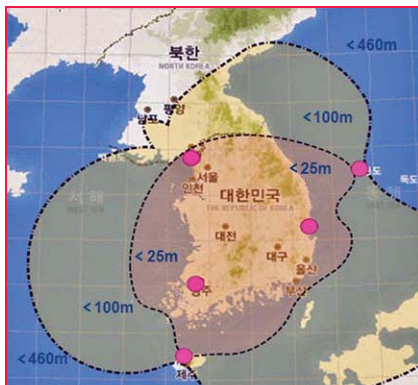 <460m
북한
NORTH KOREA
평양
남포
<100m
<25m
서울
인천
서 해
대한민국
THE REPUBLIC OF KOREA
독도
대전
<25m
대구
울산
부산
<100m
<460m
제주